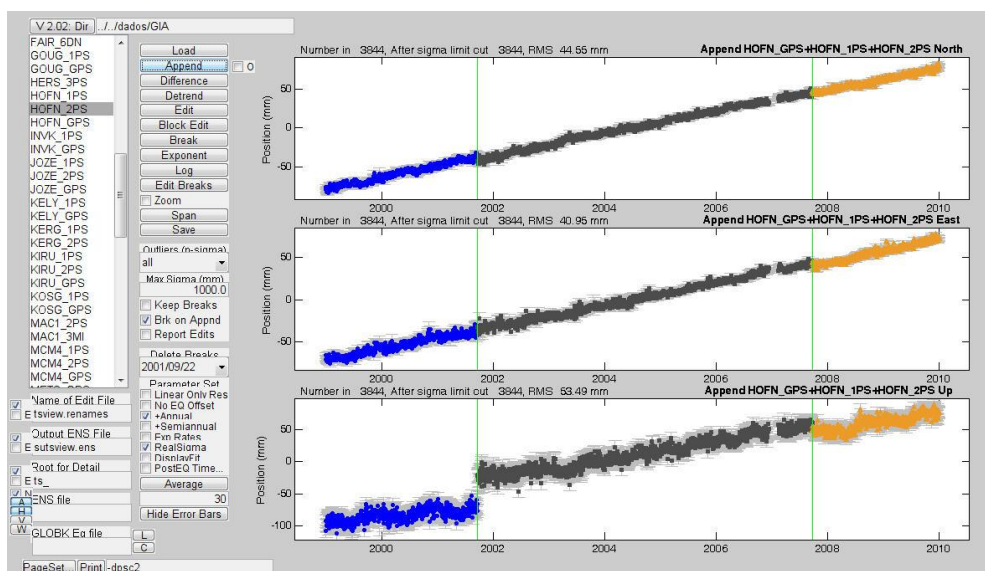 V 2.02: Dir ../../dados/GIA
FAIR_6DN
GOUG_1PS
GOUG_GPS
HERS_3PS
HOFN_1PS
HOFN_2PS
HOFN_GPS
INVK_1PS
INVK_GPS
JOZE_1PS
JOZE_2PS
JOZE_GPS
KELY_1PS
KELY_GPS
KERG_1PS
KERG_2PS
KIRU_1PS
KIRU_2PS
KIRU_GPS
KOSG_1PS
KOSG_GPS
MAC1_2PS
MAC1_3MI
MCM4_1PS
MCM4_2PS
MCM4_GPS
Load
Append O
Difference
Detrend
Edit
Block Edit
Break
Exponent
Log
Edit Breaks
Zoom
Span
Save
Outliers (n-sigma)
all
Max Sigma (mm)
1000.0
Keep Breaks
Brk on Appnd
Report Edits
Delete Breaks
2001/09/22
Parameter Set
Linear Only Res
No EQ Offset
+Annual
+Semiannual
Exp Rates
RealSigma
DisplayFit
PostEQ Time...
Average
30
Hide Error Bars
Name of Edit File
E tsview.renames
Output ENS File
E sutsview.ens
Root for Detail
E ts_
N
A ENS file
H
V
W
GLOBK Eq file
L
C
PageSet... Print -dpsc2
Number in 3844, After sigma limit cut 3844, RMS 44.55 mm Append HOFN_GPS+HOFN_1PS+HOFN_2PS North
Position (mm)
50
0
-50
2000 2002 2004 2006 2008 2010
Number in 3844, After sigma limit cut 3844, RMS 40.95 mm Append HOFN_GPS+HOFN_1PS+HOFN_2PS East
Position (mm)
50
0
-50
2000 2002 2004 2006 2008 2010
Number in 3844, After sigma limit cut 3844, RMS 53.49 mm Append HOFN_GPS+HOFN_1PS+HOFN_2PS Up
Position (mm)
50
0
-50
-100
2000 2002 2004 2006 2008 2010